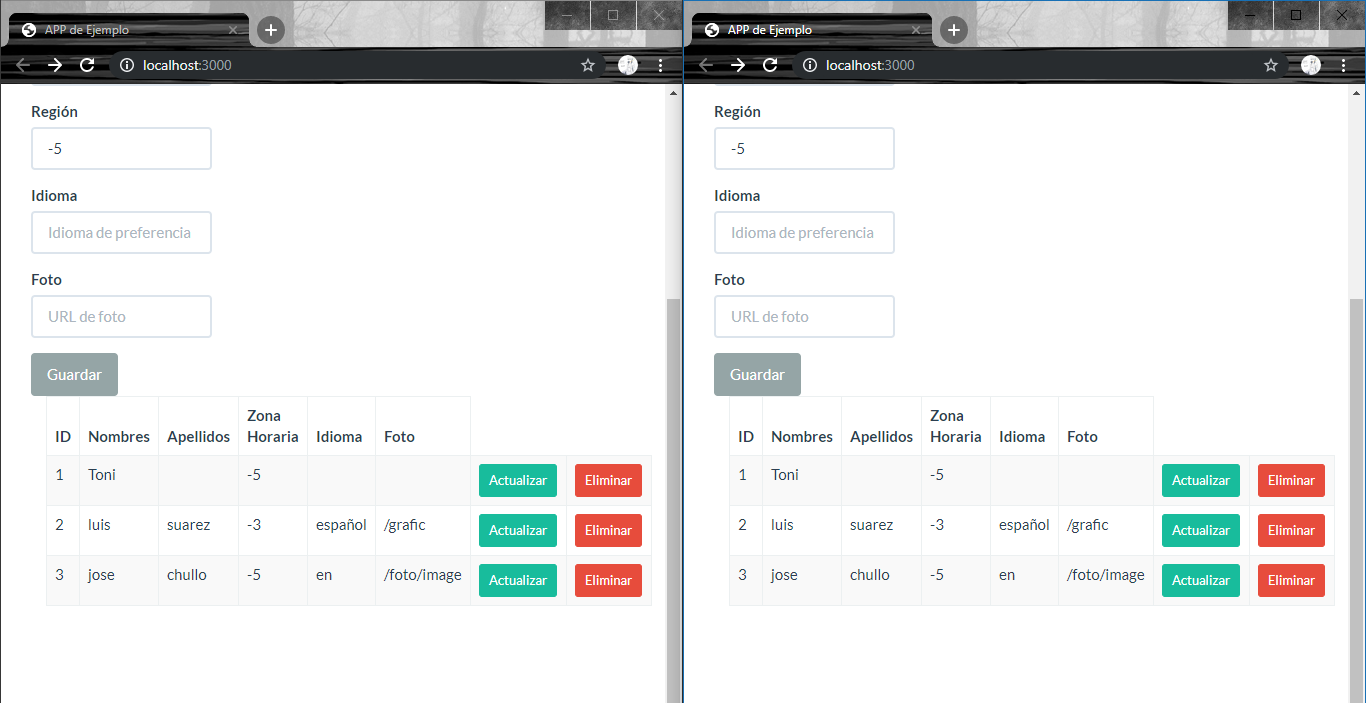 APP de Ejemplo
localhost:3000
Región
-5
Idioma
Idioma de preferencia
Foto
URL de foto
Guardar
ID Nombres Apellidos Zona Horaria Idioma Foto
1 Toni -5 Actualizar Eliminar
2 luis suarez -3 español /grafic Actualizar Eliminar
3 jose chullo -5 en /foto/image Actualizar Eliminar
APP de Ejemplo
localhost:3000
Región
-5
Idioma
Idioma de preferencia
Foto
URL de foto
Guardar
ID Nombres Apellidos Zona Horaria Idioma Foto
1 Toni -5 Actualizar Eliminar
2 luis suarez -3 español /grafic Actualizar Eliminar
3 jose chullo -5 en /foto/image Actualizar Eliminar